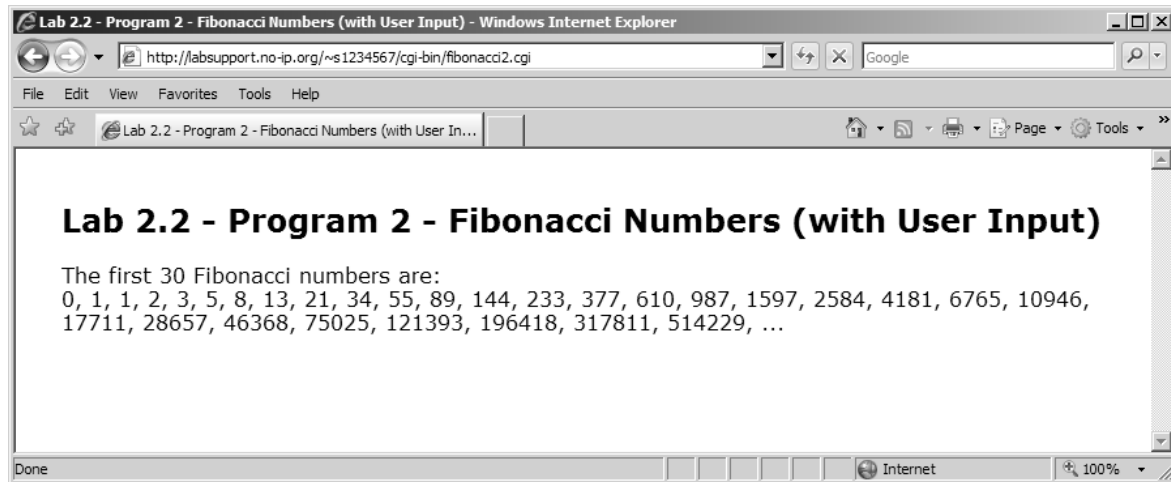 Lab 2.2 - Program 2 - Fibonacci Numbers (with User Input) - Windows Internet Explorer
http://labsupport.no-ip.org/~s1234567/cgi-bin/fibonacci2.cgi
Google
File Edit View Favorites Tools Help
Lab 2.2 - Program 2 - Fibonacci Numbers (with User In...
Page Tools »
Lab 2.2 - Program 2 - Fibonacci Numbers (with User Input)
The first 30 Fibonacci numbers are:
0, 1, 1, 2, 3, 5, 8, 13, 21, 34, 55, 89, 144, 233, 377, 610, 987, 1597, 2584, 4181, 6765, 10946,
17711, 28657, 46368, 75025, 121393, 196418, 317811, 514229, ...
Done
Internet
100%